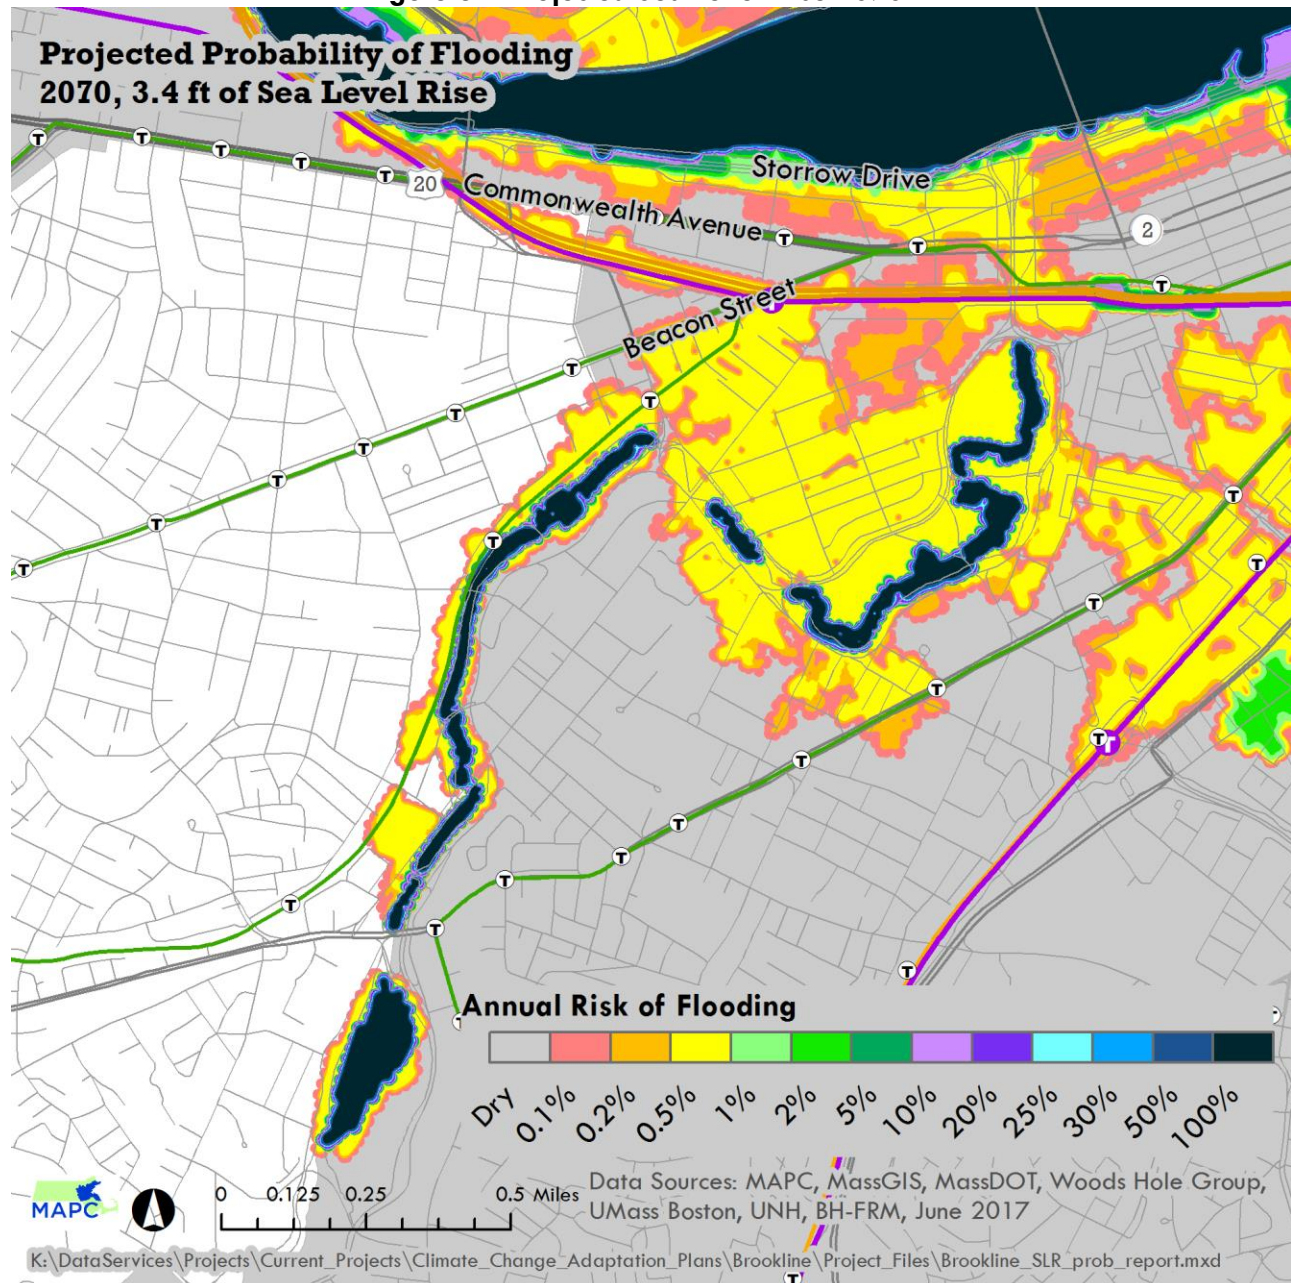 Projected Probability of Flooding
2070, 3.4 ft of Sea Level Rise
Storrow Drive
20
Commonwealth Avenue
2
Beacon Street
T
Annual Risk of Flooding
Dry 0.1% 0.2% 0.5% 1% 2% 5% 10% 20% 25% 30% 50% 100%
MAPC
0 0.125 0.25 0.5 Miles
Data Sources: MAPC, MassGIS, MassDOT, Woods Hole Group,
UMass Boston, UNH, BH-FRM, June 2017
K:\DataServices\Projects\Current_Projects\Climate_Change_Adaptation_Plans\Brookline\Project_Files\Brookline_SLR_prob_report.mxd